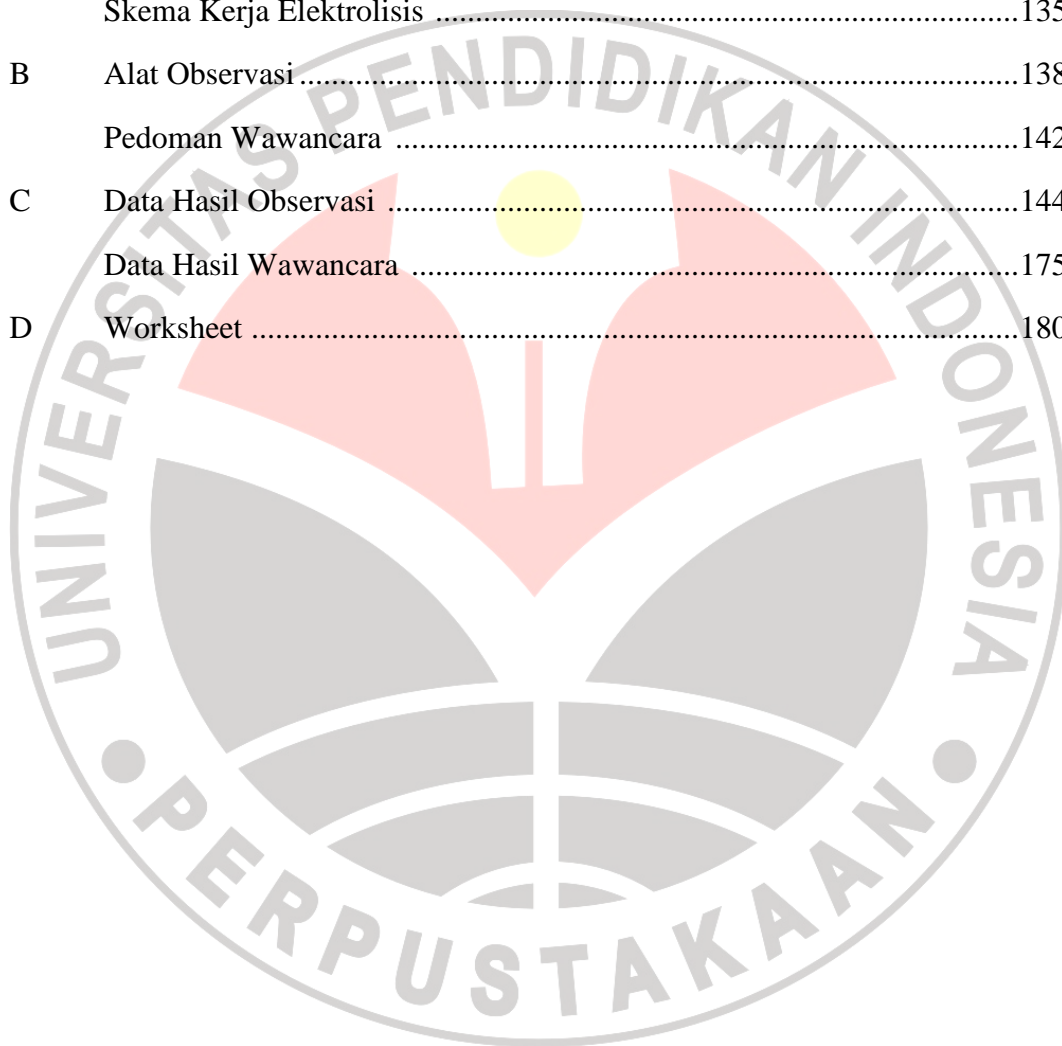 Skema Kerja Elektrolisis ........................................................................135
B Alat Observasi.........................................................................................138
Pedoman Wawancara .............................................................................142
C Data Hasil Observasi ..............................................................................144
Data Hasil Wawancara ...........................................................................175
D Worksheet ...............................................................................................180
UNIVERSITAS PENDIDIKAN INDONESIA
PERPUSTAKAAN